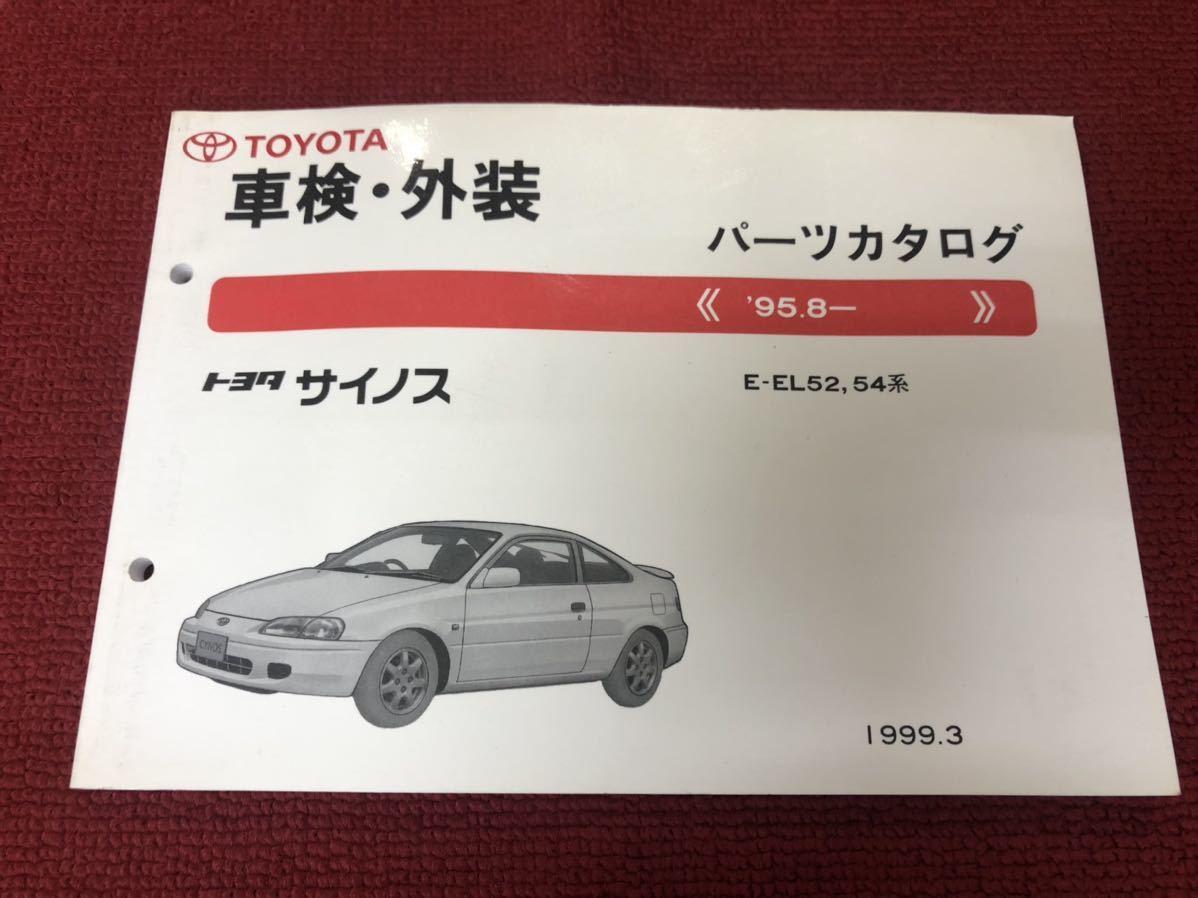 TOYOTA
車検・外装
パーツカタログ
《 '95.8ー 》
トヨタ サイノス
E-EL52,54系
CYNOS
1999.3